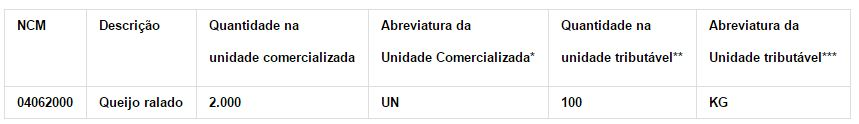 NCM Descrição Quantidade na Abreviatura da Quantidade na Abreviatura da
unidade comercializada Unidade Comercializada* unidade tributável** Unidade tributável***
04062000 Queijo ralado 2.000 UN 100 KG